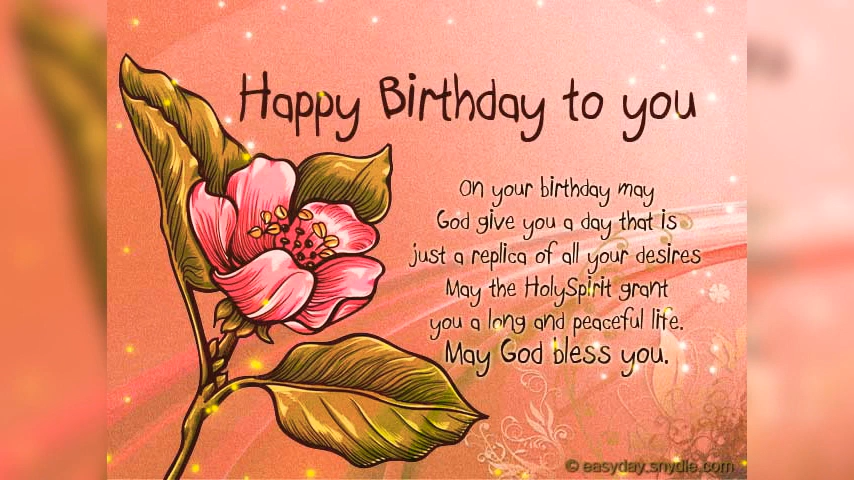 Happy Birthday to you
On your birthday may
God give you a day that is
just a replica of all your desires
May the HolySpirit grant
you a long and peaceful life.
May God bless you.
© easyday.snydle.com